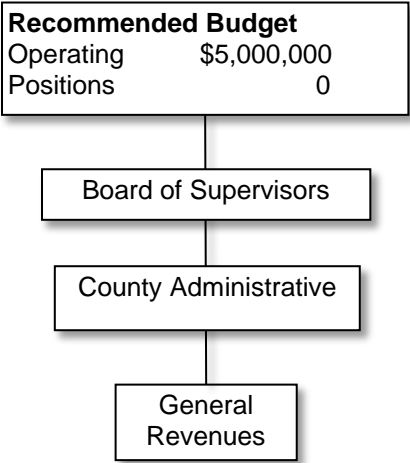 Recommended Budget
Operating $5,000,000
Positions 0
Board of Supervisors
County Administrative
General
Revenues